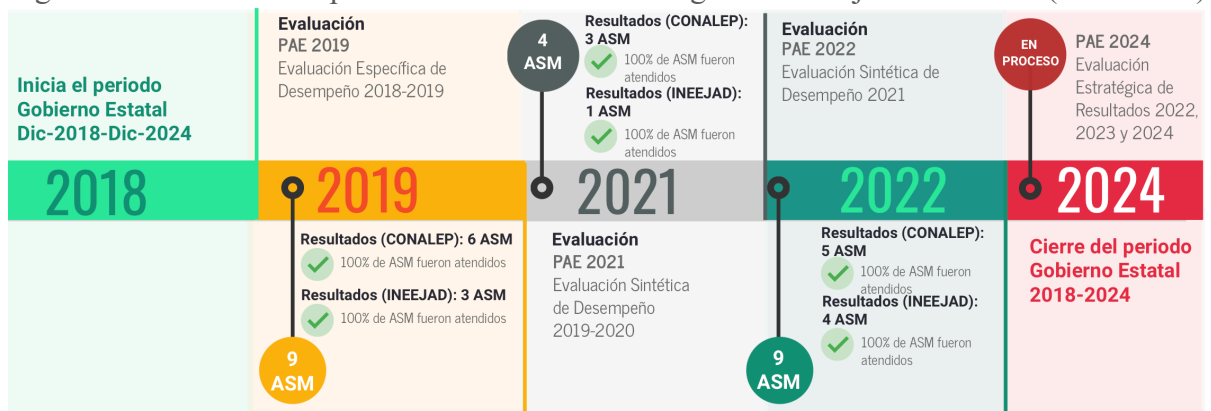 Inicia el periodo
Gobierno Estatal
Dic-2018-Dic-2024
2018
Evaluación
PAE 2019
Evaluación Específica de
Desempeño 2018-2019
2019
Resultados (CONALEP): 6 ASM
100% de ASM fueron atendidos
Resultados (INEEJAD): 3 ASM
100% de ASM fueron atendidos
9
ASM
4
ASM
Resultados (CONALEP):
3 ASM
100% de ASM fueron
atendidos
Resultados (INEEJAD):
1 ASM
100% de ASM fueron
atendidos
2021
Evaluación
PAE 2021
Evaluación Sintética
de Desempeño
2019-2020
Evaluación
PAE 2022
Evaluación Sintética de
Desempeño 2021
2022
Resultados (CONALEP):
5 ASM
100% de ASM fueron
atendidos
Resultados (INEEJAD):
4 ASM
100% de ASM fueron
atendidos
9
ASM
EN
PROCESO
PAE 2024
Evaluación
Estratégica de
Resultados 2022,
2023 y 2024
2024
Cierre del periodo
Gobierno Estatal
2018-2024